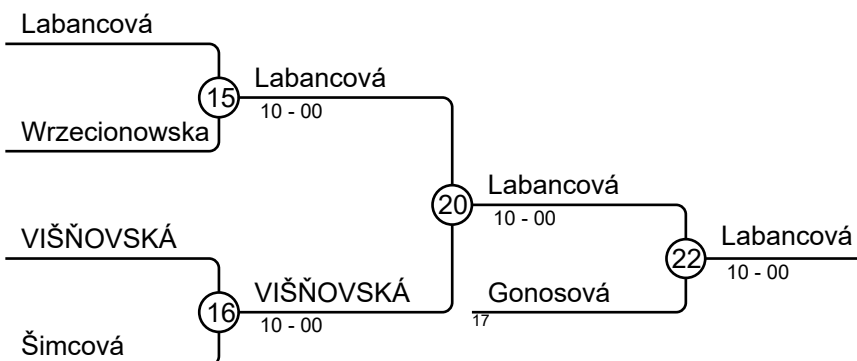 Labancová
15
Labancová
10 - 00
Wrzecionowska
20
Labancová
10 - 00
VIŠŇOVSKÁ
22
Labancová
10 - 00
16
VIŠŇOVSKÁ
10 - 00
Gonosová
17
Šimcová